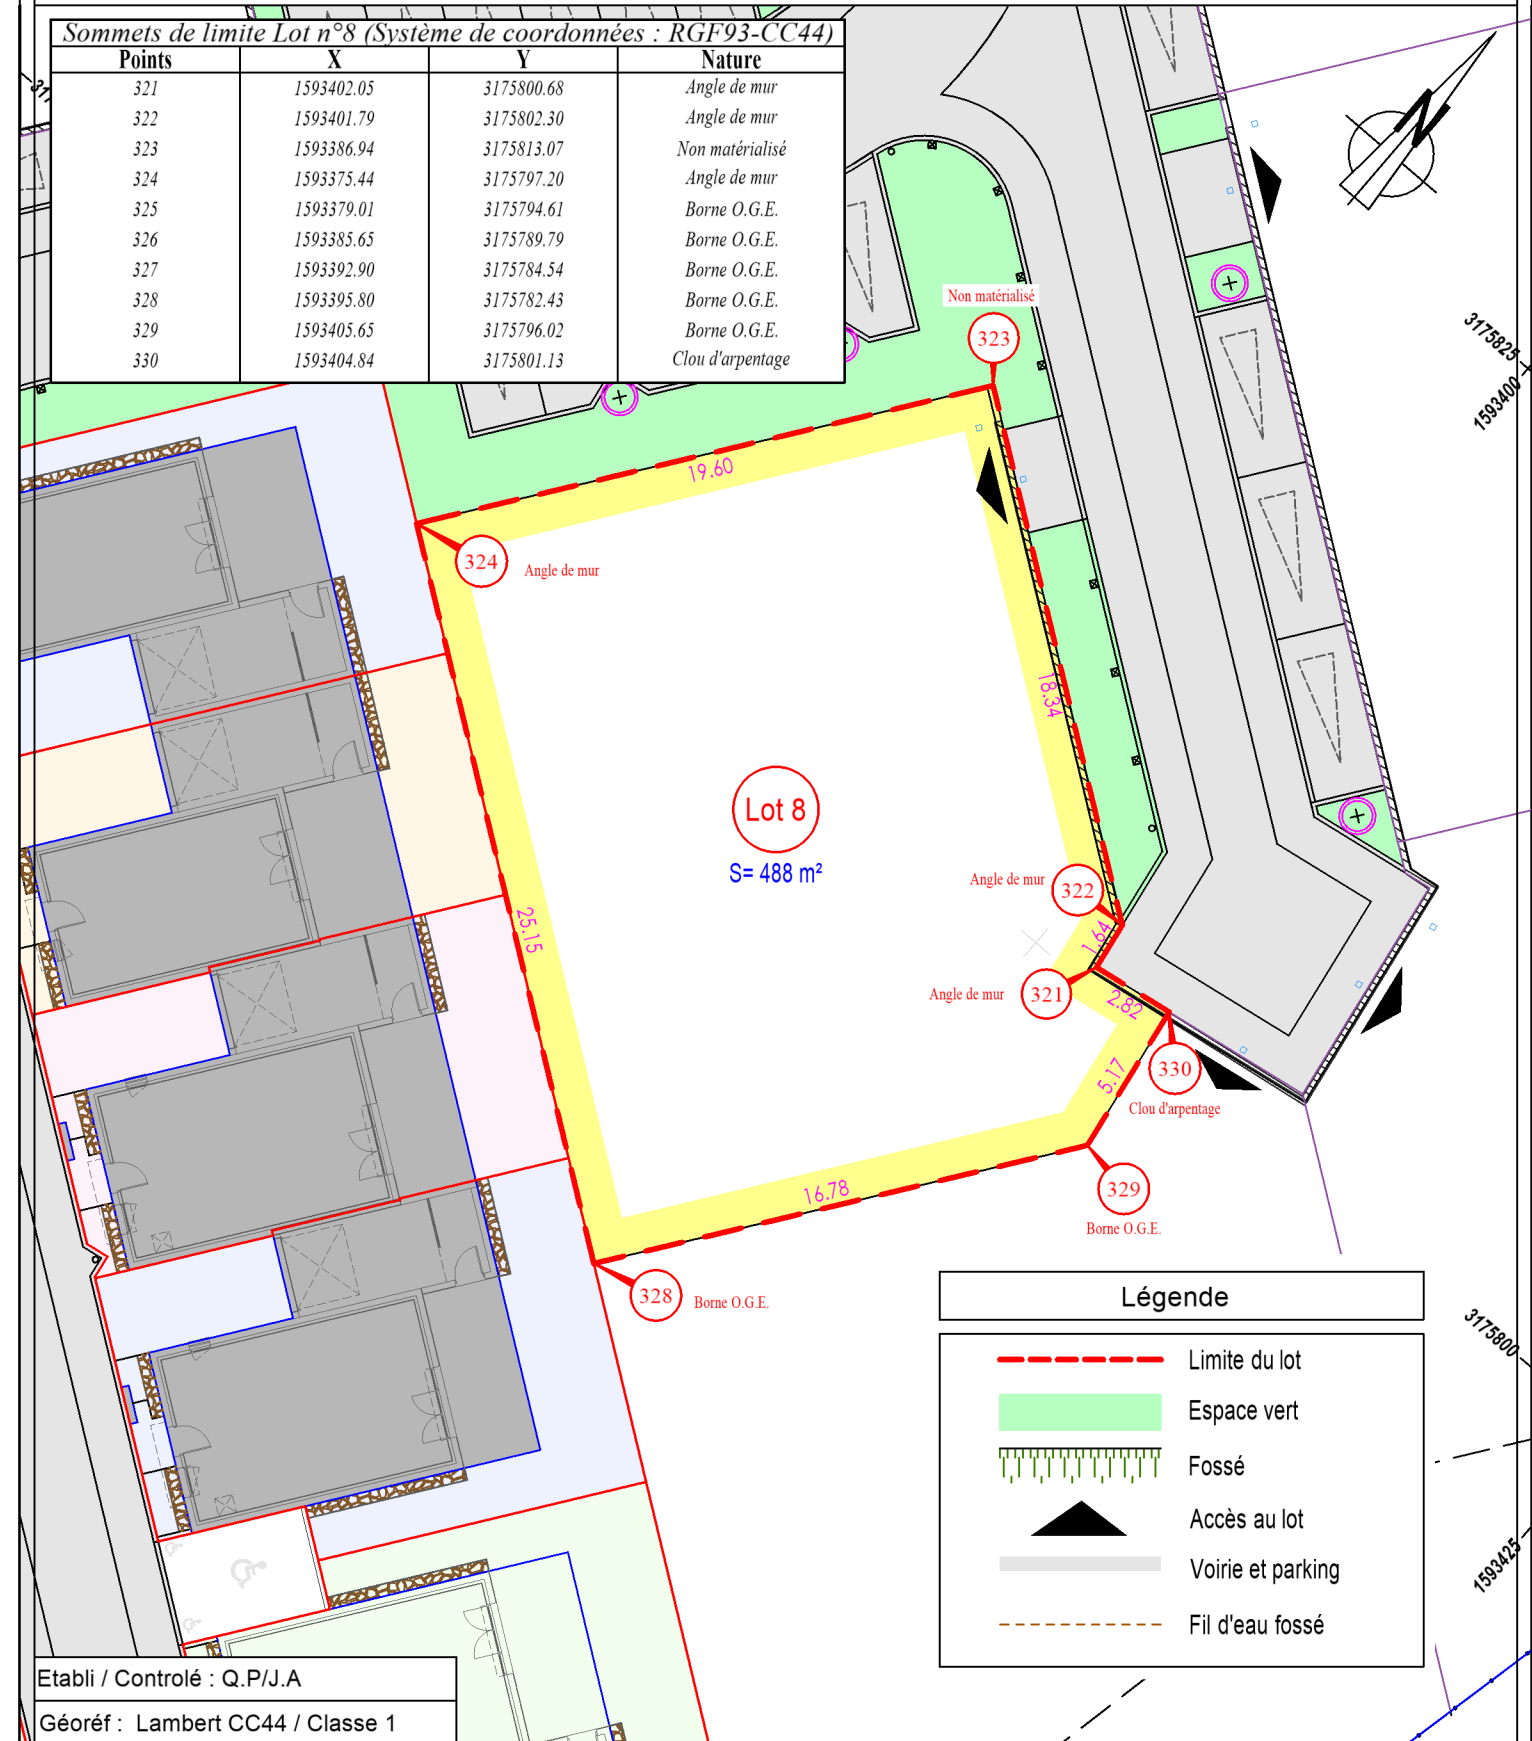 Sommets de limite Lot n°8 (Système de coordonnées : RGF93-CC44)
Points X Y Nature
321 1593402.05 3175800.68 Angle de mur
322 1593401.79 3175802.30 Angle de mur
323 1593386.94 3175813.07 Non matérialisé
324 1593375.44 3175797.20 Angle de mur
325 1593379.01 3175794.61 Borne O.G.E.
326 1593385.65 3175789.79 Borne O.G.E.
327 1593392.90 3175784.54 Borne O.G.E.
328 1593395.80 3175782.43 Borne O.G.E.
329 1593405.65 3175796.02 Borne O.G.E.
330 1593404.84 3175801.13 Clou d'arpentage
N
3175825
1593400
Non matérialisé
323
19.60
324
Angle de mur
18.34
Lot 8
S= 488 m²
Angle de mur
322
1.64
25.15
Angle de mur
321
2.82
5.17
330
Clou d'arpentage
16.78
329
Borne O.G.E.
328
Borne O.G.E.
3175800
1593425
Légende
Limite du lot
Espace vert
Fossé
Accès au lot
Voirie et parking
Fil d'eau fossé
Etabli / Controlé : Q.P/J.A
Géoréf : Lambert CC44 / Classe 1